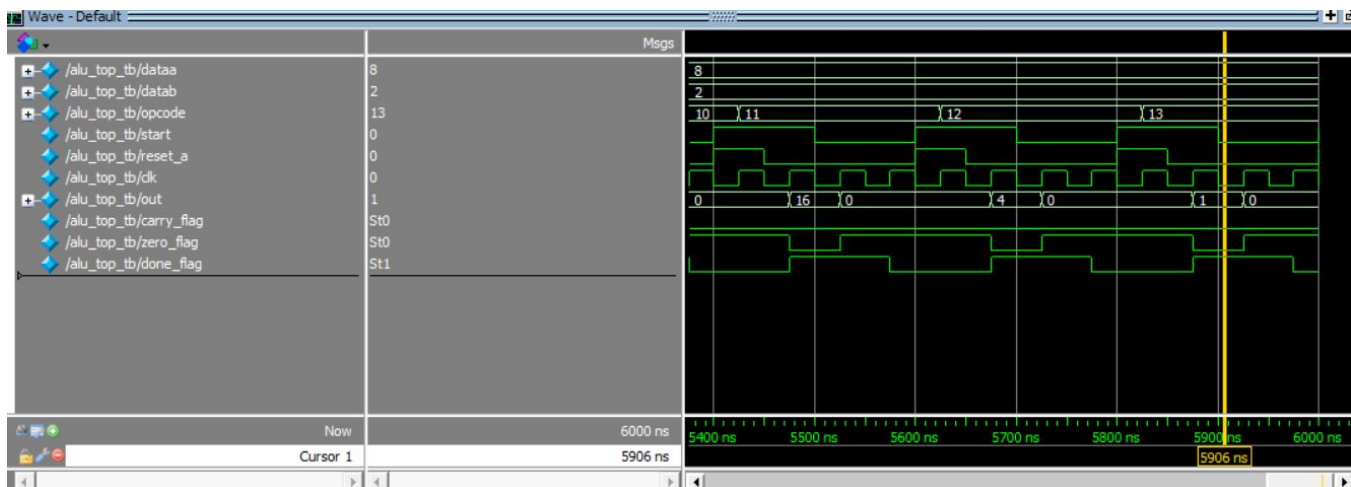 Wave - Default
Msgs
/alu_top_tb/dataa 8 8
/alu_top_tb/datab 2 2
/alu_top_tb/opcode 13 10 11 12 13
/alu_top_tb/start 0
/alu_top_tb/reset_a 0
/alu_top_tb/clk 0
/alu_top_tb/out 1 0 16 0 4 0 1 0
/alu_top_tb/carry_flag St0
/alu_top_tb/zero_flag St0
/alu_top_tb/done_flag St1
Now 6000 ns 5400 ns 5500 ns 5600 ns 5700 ns 5800 ns 5900 ns 6000 ns
Cursor 1 5906 ns 5906 ns